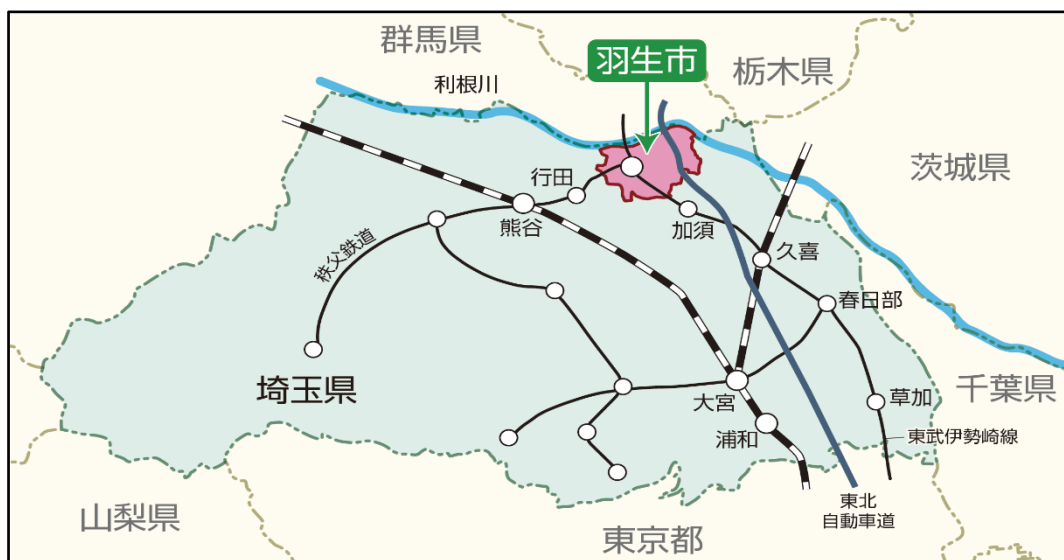 群馬県
羽生市
栃木県
利根川
茨城県
行田
熊谷
加須
久喜
秩父鉄道
春日部
埼玉県
大宮
草加
千葉県
浦和
東武伊勢崎線
山梨県
東京都
東北
自動車道